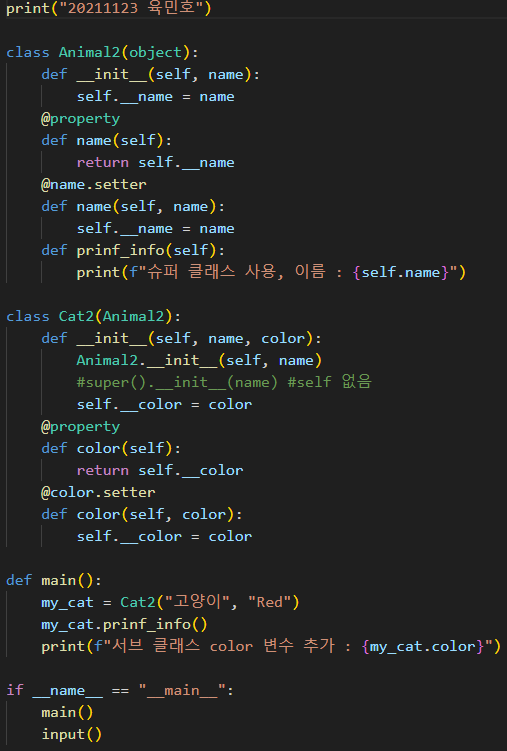 print("20211123 육민호")

class Animal2(object):
    def __init__(self, name):
        self.__name = name
    @property
    def name(self):
        return self.__name
    @name.setter
    def name(self, name):
        self.__name = name
    def prinf_info(self):
        print(f"슈퍼 클래스 사용, 이름 : {self.name}")

class Cat2(Animal2):
    def __init__(self, name, color):
        Animal2.__init__(self, name)
        #super().__init__(name) #self 없음
        self.__color = color
    @property
    def color(self):
        return self.__color
    @color.setter
    def color(self, color):
        self.__color = color

def main():
    my_cat = Cat2("고양이", "Red")
    my_cat.prinf_info()
    print(f"서브 클래스 color 변수 추가 : {my_cat.color}")

if __name__ == "__main__":
    main()
    input()